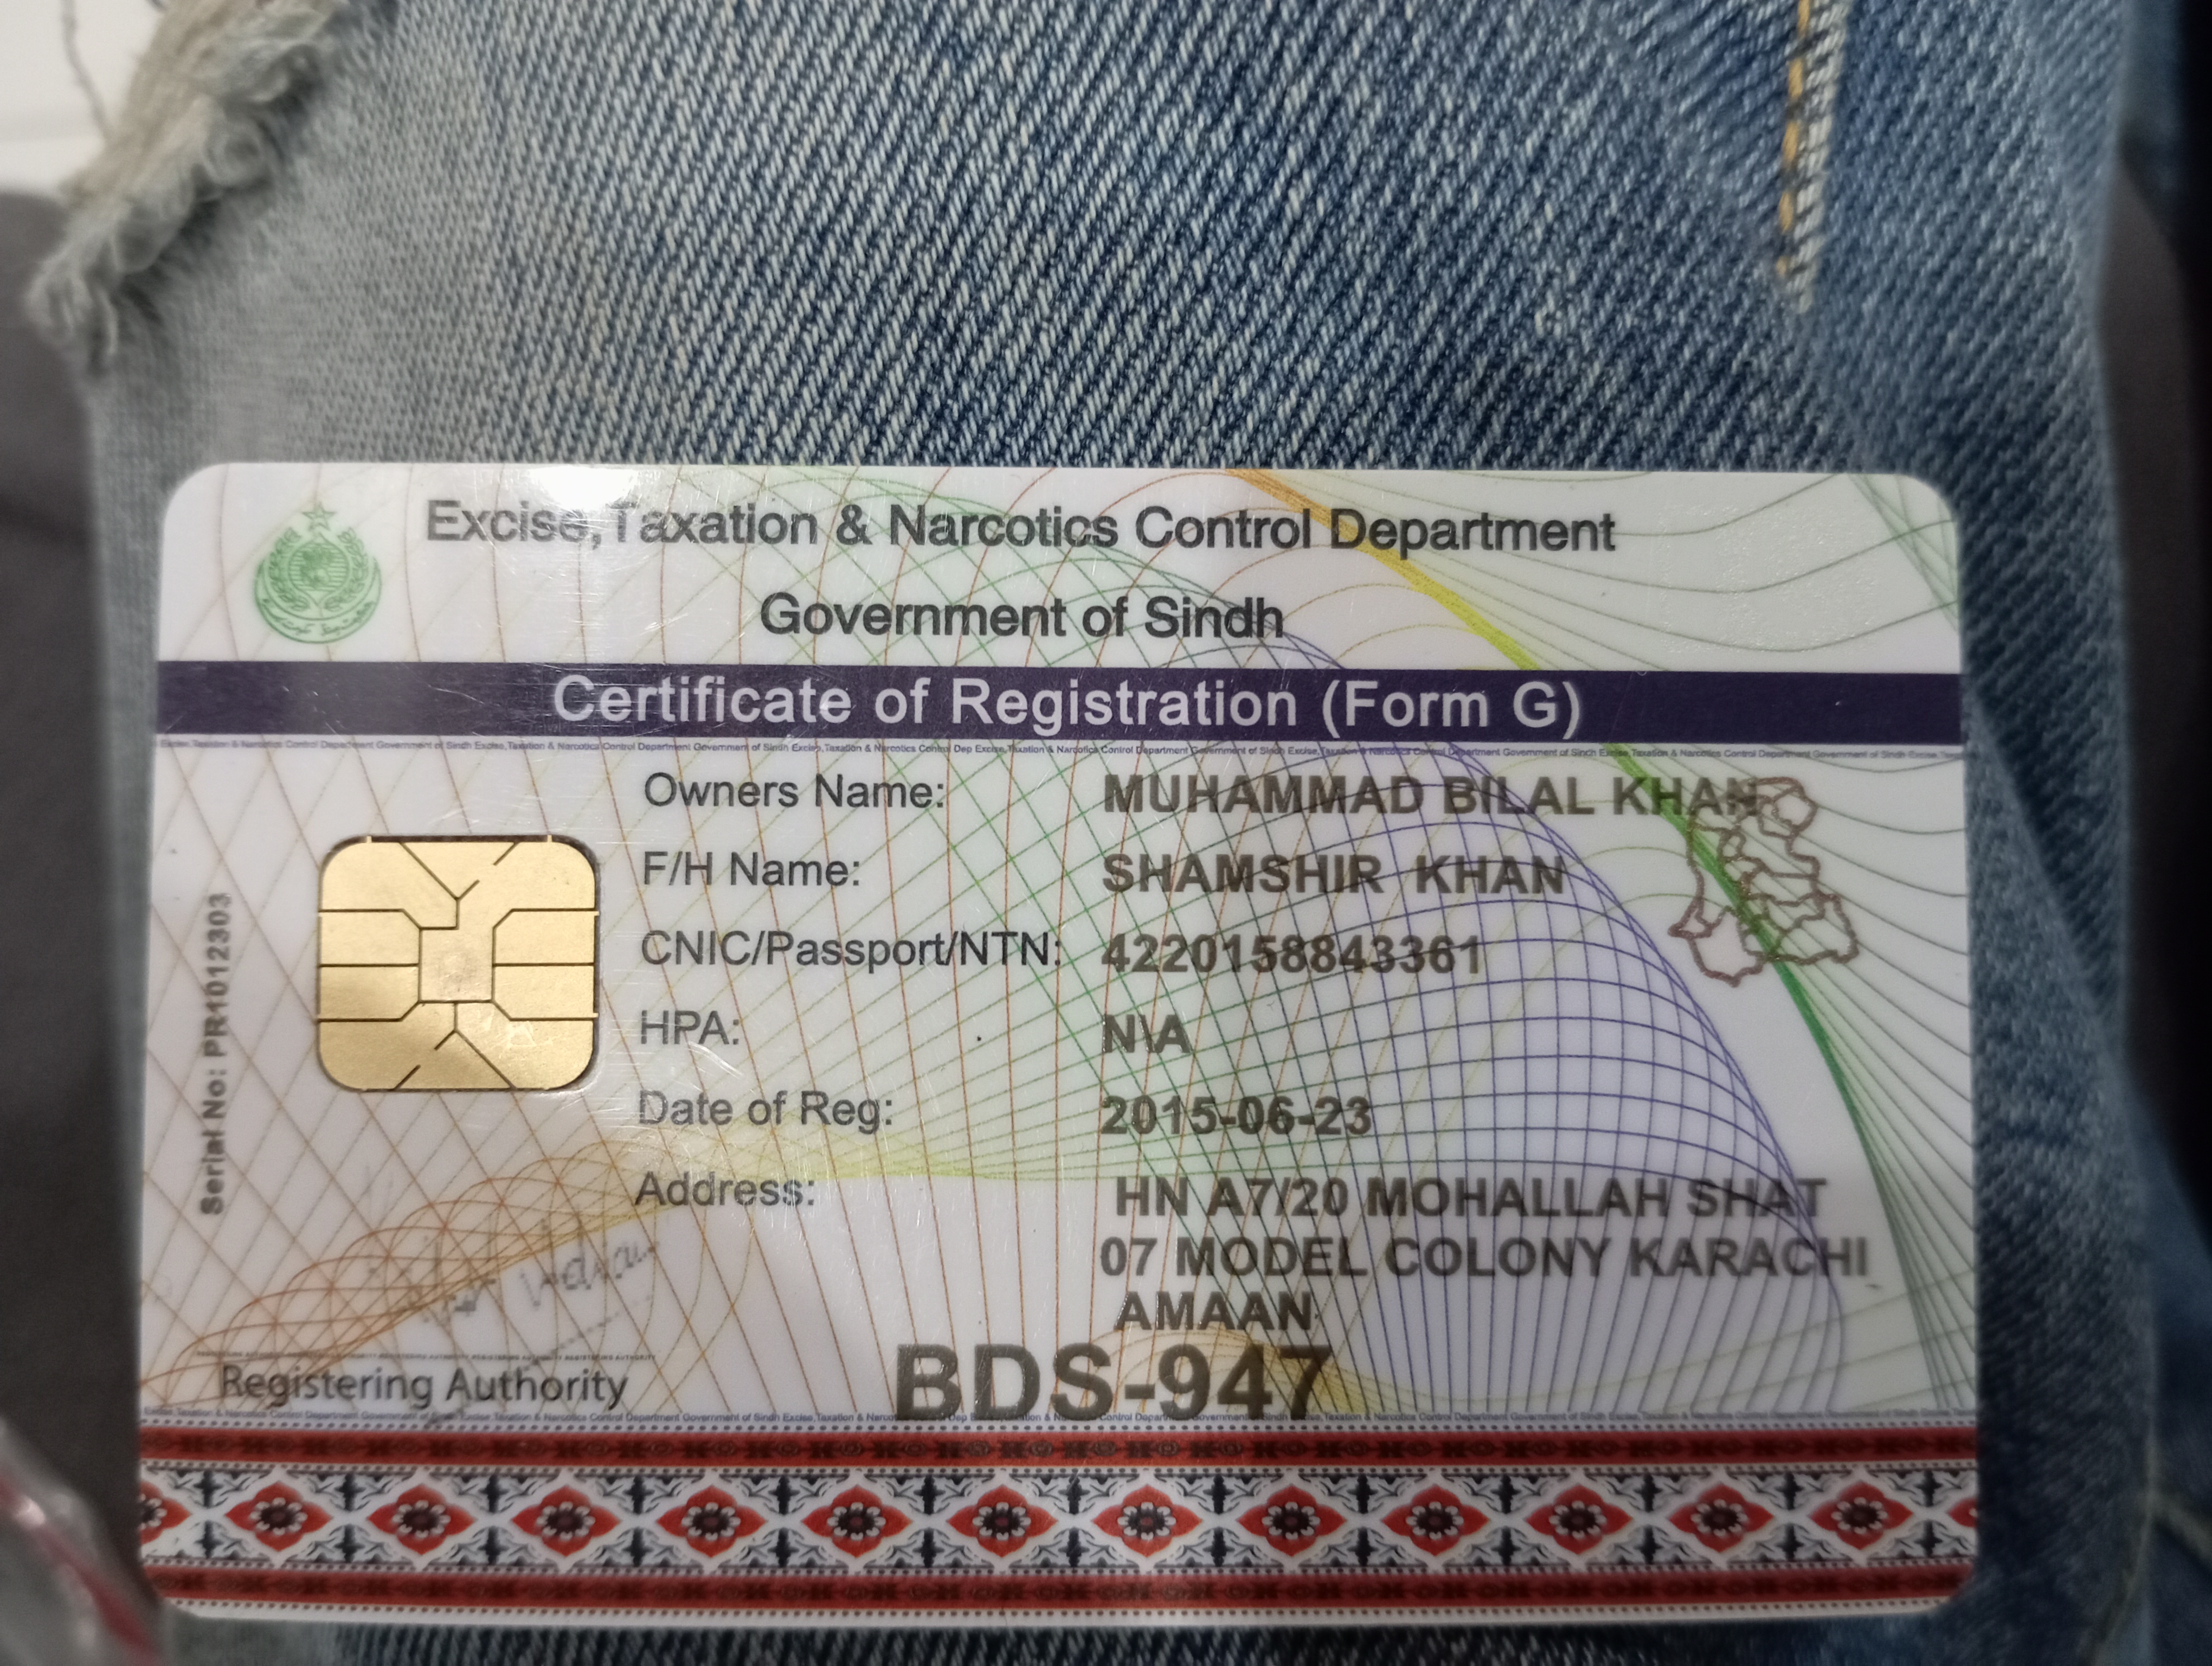 Excise, Taxation & Narcotics Control Department
Government of Sindh
Certificate of Registration (Form G)
Serial No: PR1012303
Owners Name: MUHAMMAD BILAL KHAN
F/H Name: SHAMSHIR KHAN
CNIC/Passport/NTN: 4220158843361
HPA: N\A
Date of Reg: 2015-06-23
Address: HN A7/20 MOHALLAH SHAT
07 MODEL COLONY KARACHI
AMAAN,
Registering Authority
BDS-947